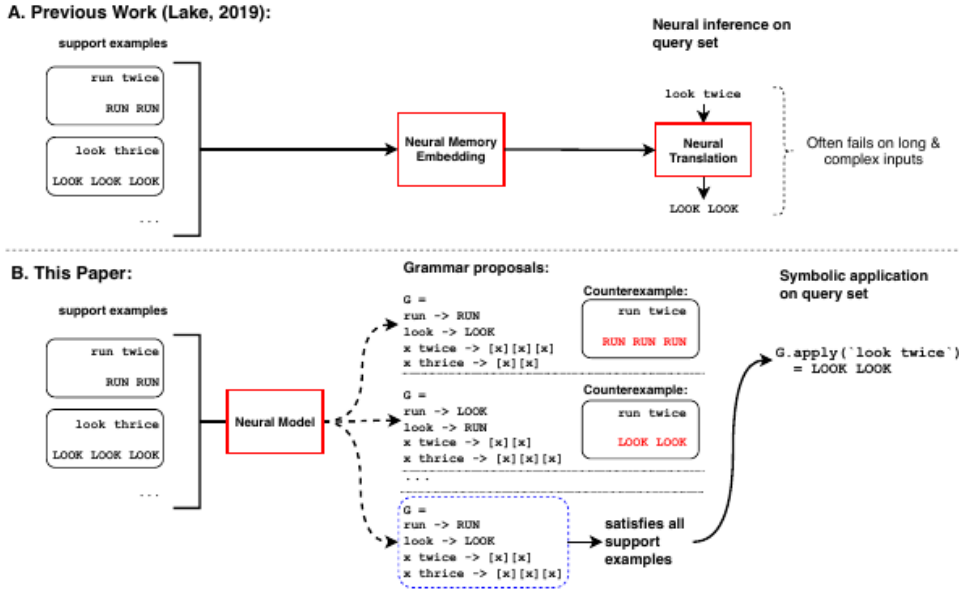 A. Previous Work (Lake, 2019):
support examples
run twice
RUN RUN
look thrice
LOOK LOOK LOOK
...
Neural Memory
Embedding
Neural inference on
query set
look twice
Neural
Translation
LOOK LOOK
Often fails on long &
complex inputs
B. This Paper:
support examples
run twice
RUN RUN
look thrice
LOOK LOOK LOOK
...
Neural Model
Grammar proposals:
G =
run -> RUN
look -> LOOK
x twice -> [x][x][x]
x thrice -> [x][x]
Counterexample:
run twice
RUN RUN RUN
G =
run -> LOOK
look -> RUN
x twice -> [x][x]
x thrice -> [x][x][x]
Counterexample:
run twice
LOOK LOOK
...
G =
run -> RUN
look -> LOOK
x twice -> [x][x]
x thrice -> [x][x][x]
satisfies all
support
examples
Symbolic application
on query set
G.apply(`look twice`)
= LOOK LOOK